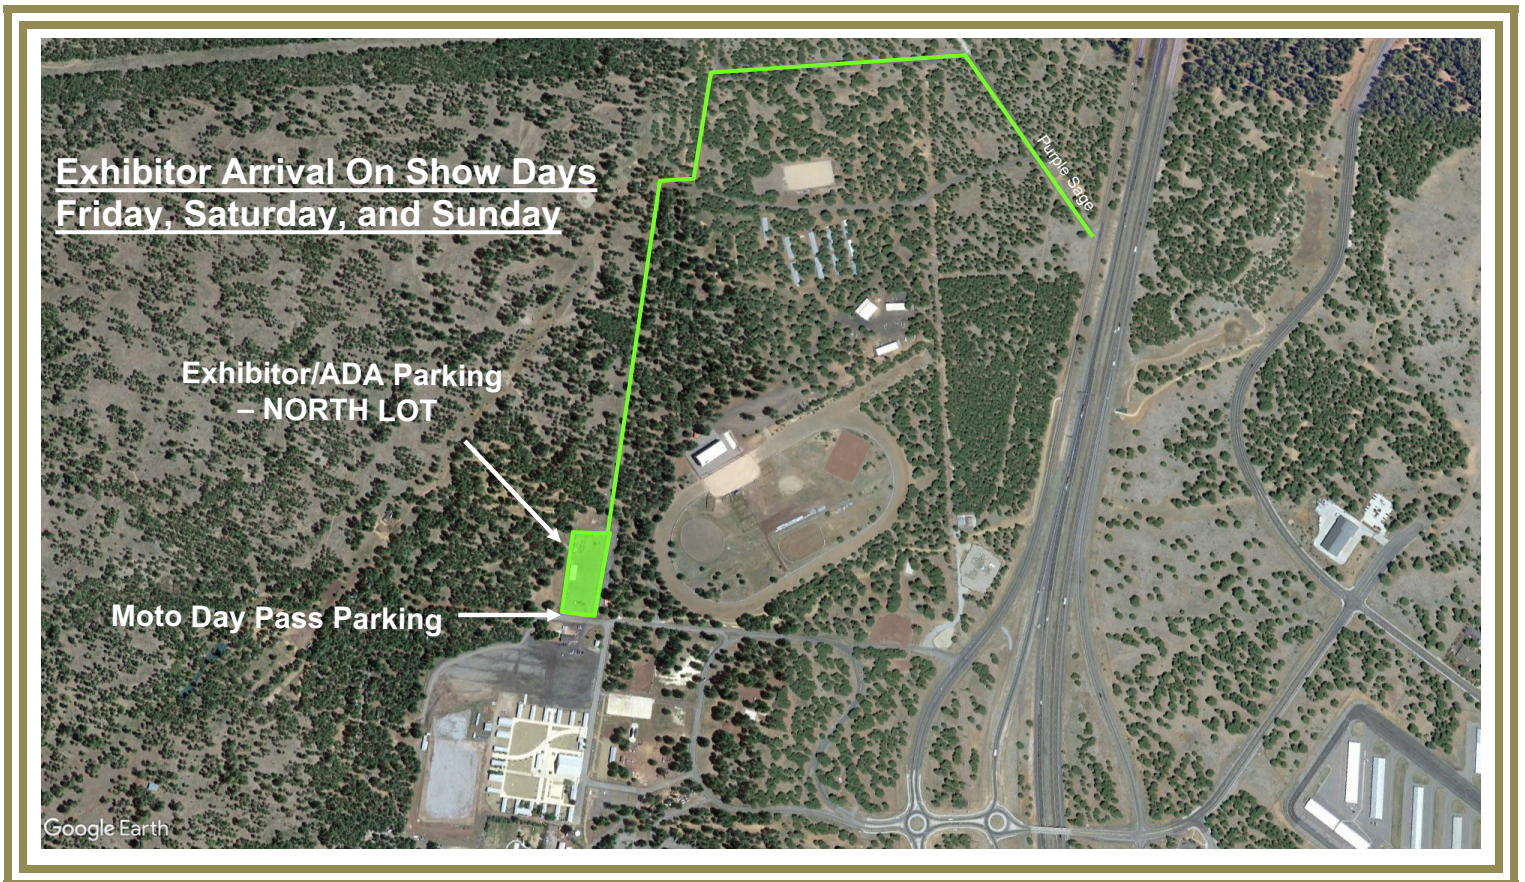 Exhibitor Arrival On Show Days
Friday, Saturday, and Sunday
Purple Sage
Exhibitor/ADA Parking
– NORTH LOT
Moto Day Pass Parking
Google Earth